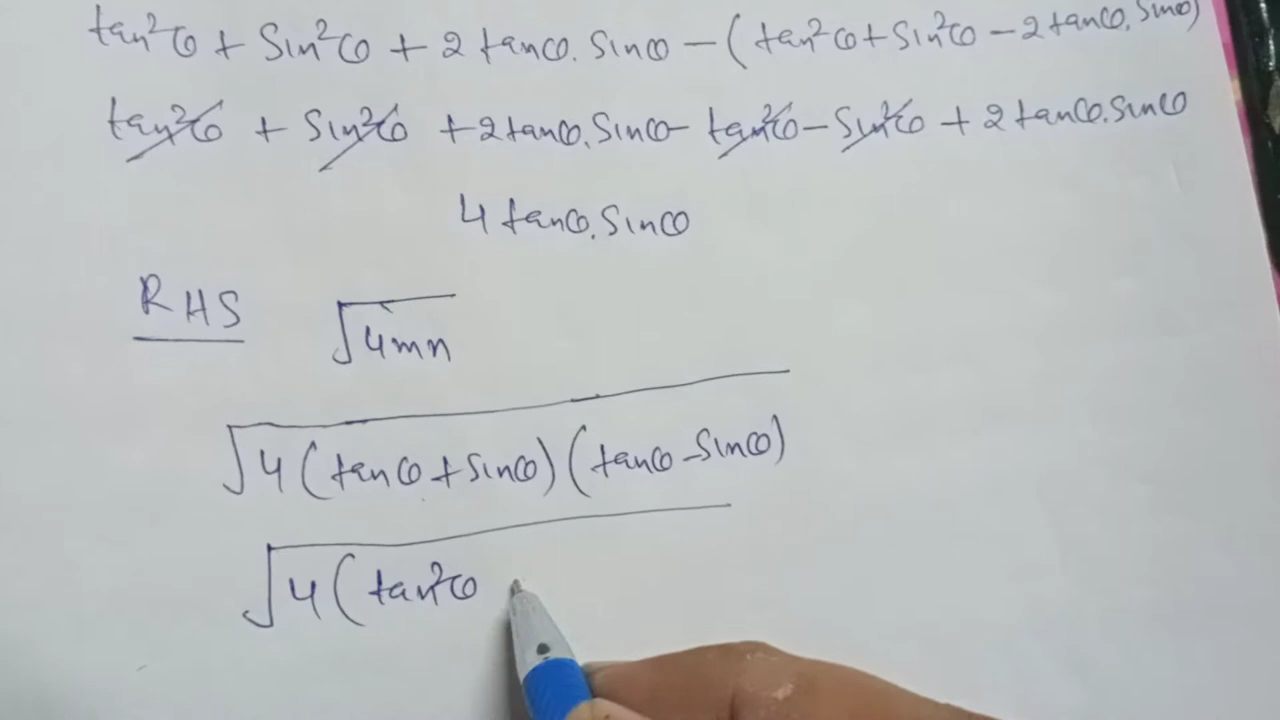 tan²θ + Sin²θ + 2 tanθ. Sinθ - (tan²θ + Sin²θ - 2 tanθ. Sinθ)
tan²θ + Sin²θ + 2 tanθ. Sinθ - tan²θ - Sin²θ + 2 tanθ. Sinθ
4 tanθ. Sinθ
RHS √4mn
√4(tanθ + Sinθ)(tanθ - Sinθ)
√4(tan²θ